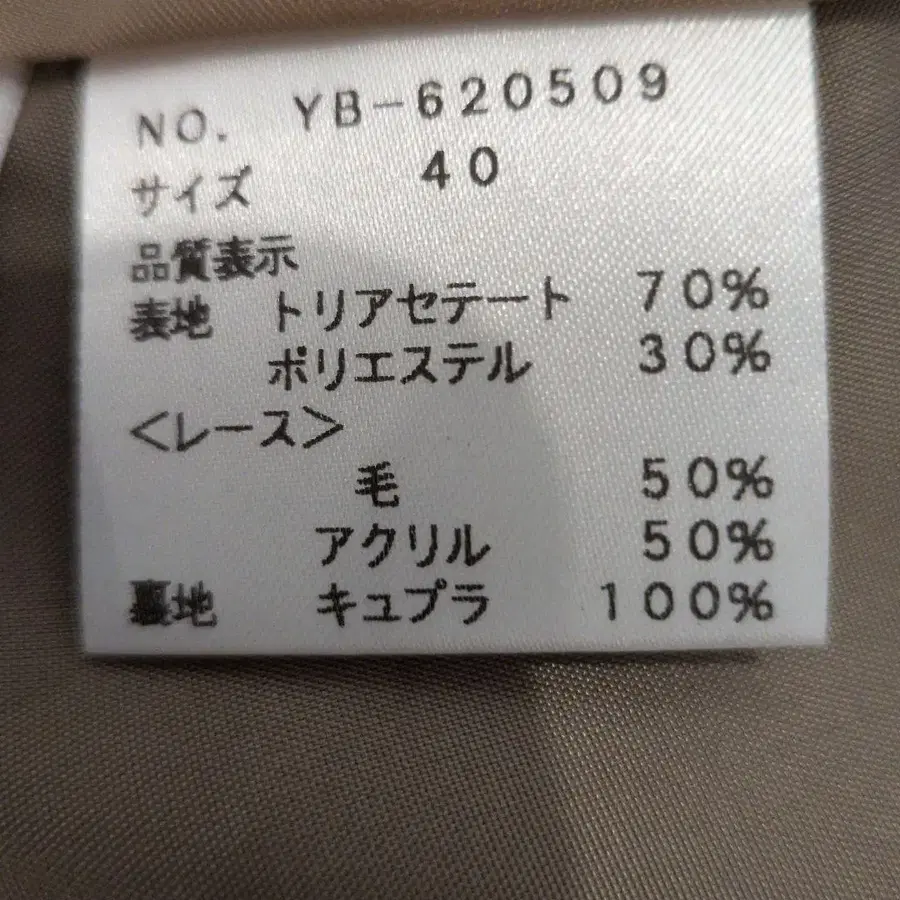 NO. YB-620509
サイズ 40
品質表示
表地 トリアセテート 70%
ポリエステル 30%
<レース>
毛 50%
アクリル 50%
裏地 キュプラ 100%